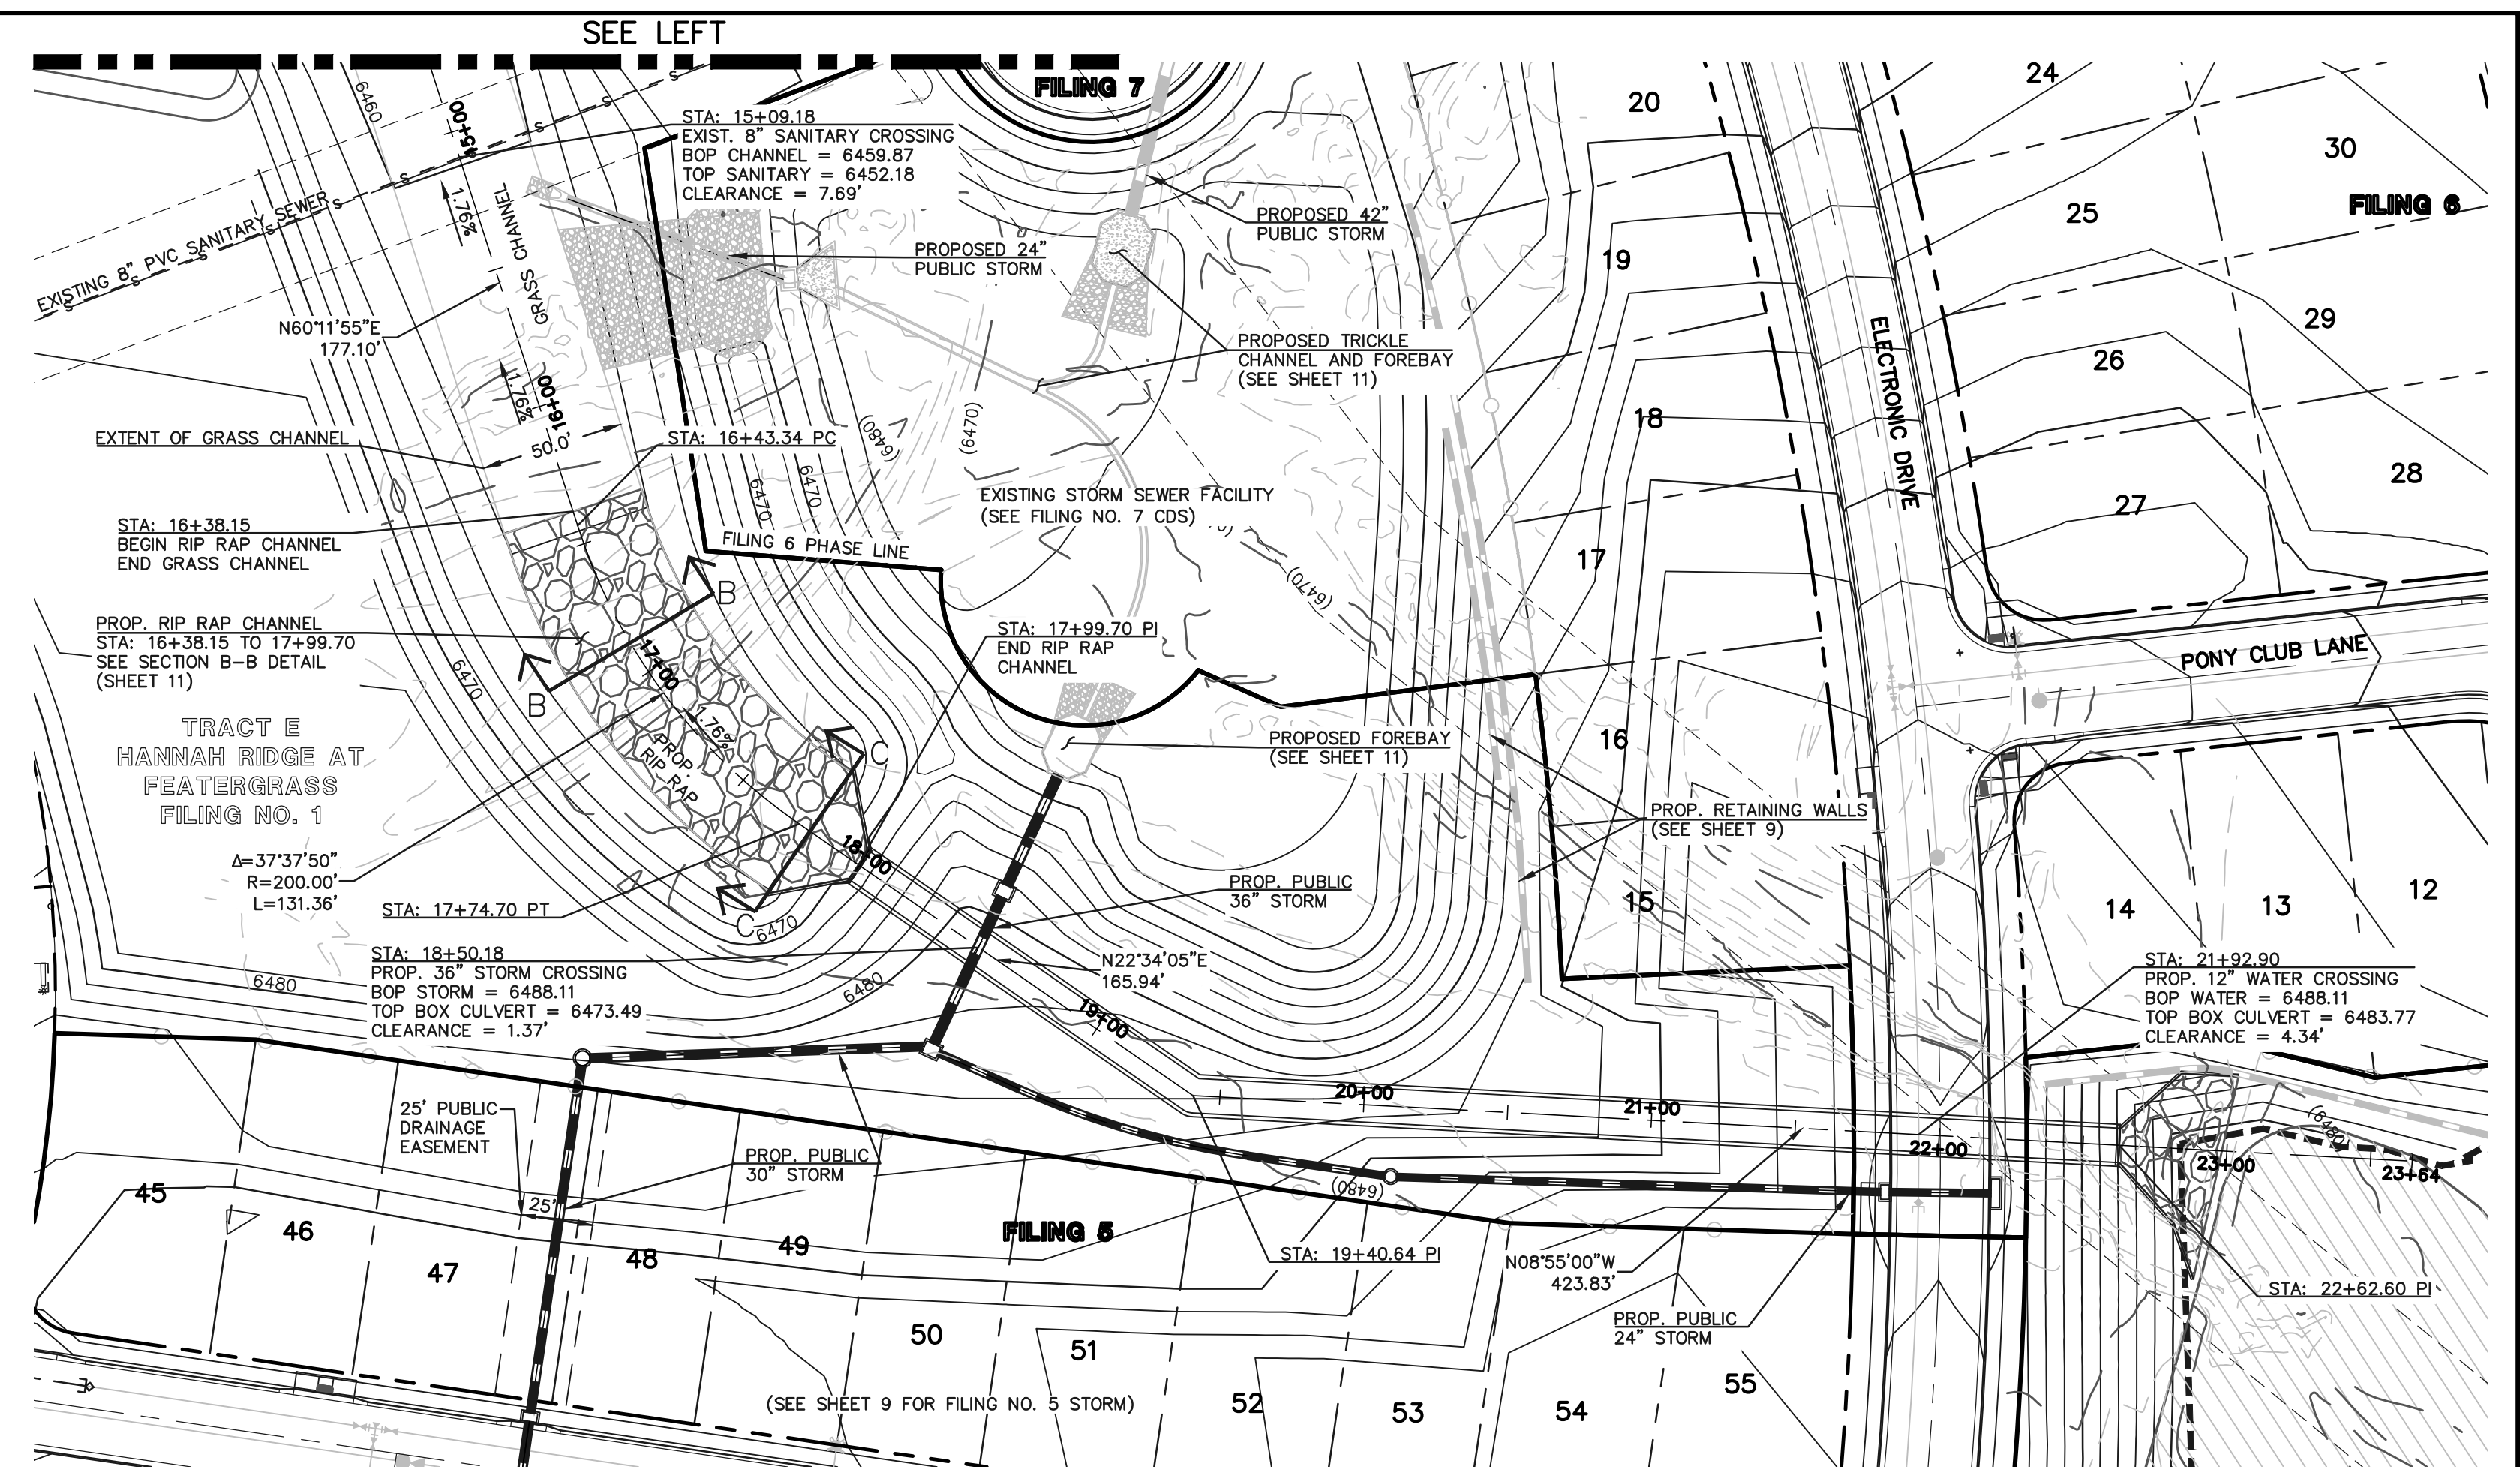 SEE LEFT
FILING 7
6460
15+00
STA: 15+09.18
EXIST. 8" SANITARY CROSSING
BOP CHANNEL = 6459.87
TOP SANITARY = 6452.18
CLEARANCE = 7.69'
20
24
30
25
FILING 6
1.76%
GRASS CHANNEL
EXISTING 8" PVC SANITARY SEWER
S
S
S
S
S
S
S
S
S
PROPOSED 24"
PUBLIC STORM
PROPOSED 42"
PUBLIC STORM
19
29
N60°11'55"E
177.10'
PROPOSED TRICKLE
CHANNEL AND FOREBAY
(SEE SHEET 11)
ELECTRONIC DRIVE
26
1.76%
16+00
50.0'
EXTENT OF GRASS CHANNEL
STA: 16+43.34 PC
(6480)
(6470)
18
28
6470
6470
27
EXISTING STORM SEWER FACILITY
(SEE FILING NO. 7 CDS)
STA: 16+38.15
BEGIN RIP RAP CHANNEL
END GRASS CHANNEL
FILING 6 PHASE LINE
17
(6470)
B
PROP. RIP RAP CHANNEL
STA: 16+38.15 TO 17+99.70
SEE SECTION B-B DETAIL
(SHEET 11)
STA: 17+99.70 PI
END RIP RAP
CHANNEL
17+00
6470
B
PONY CLUB LANE
TRACT E
HANNAH RIDGE AT
FEATERGRASS
FILING NO. 1
1.76%
PROP.
RIP RAP
C
PROPOSED FOREBAY
(SEE SHEET 11)
16
PROP. RETAINING WALLS
(SEE SHEET 9)
18+00
Δ=37°37'50"
R=200.00'
L=131.36'
PROP. PUBLIC
36" STORM
15
14
13
12
STA: 17+74.70 PT
C
6470
STA: 18+50.18
PROP. 36" STORM CROSSING
BOP STORM = 6488.11
TOP BOX CULVERT = 6473.49
CLEARANCE = 1.37'
6480
6480
N22°34'05"E
165.94'
STA: 21+92.90
PROP. 12" WATER CROSSING
BOP WATER = 6488.11
TOP BOX CULVERT = 6483.77
CLEARANCE = 4.34'
19+00
20+00
21+00
22+00
23+00
23+64
(6480)
25' PUBLIC
DRAINAGE
EASEMENT
PROP. PUBLIC
30" STORM
(6480)
45
46
47
25'
48
49
FILING 5
STA: 19+40.64 PI
N08°55'00"W
423.83'
STA: 22+62.60 PI
PROP. PUBLIC
24" STORM
50
51
52
53
54
55
(SEE SHEET 9 FOR FILING NO. 5 STORM)